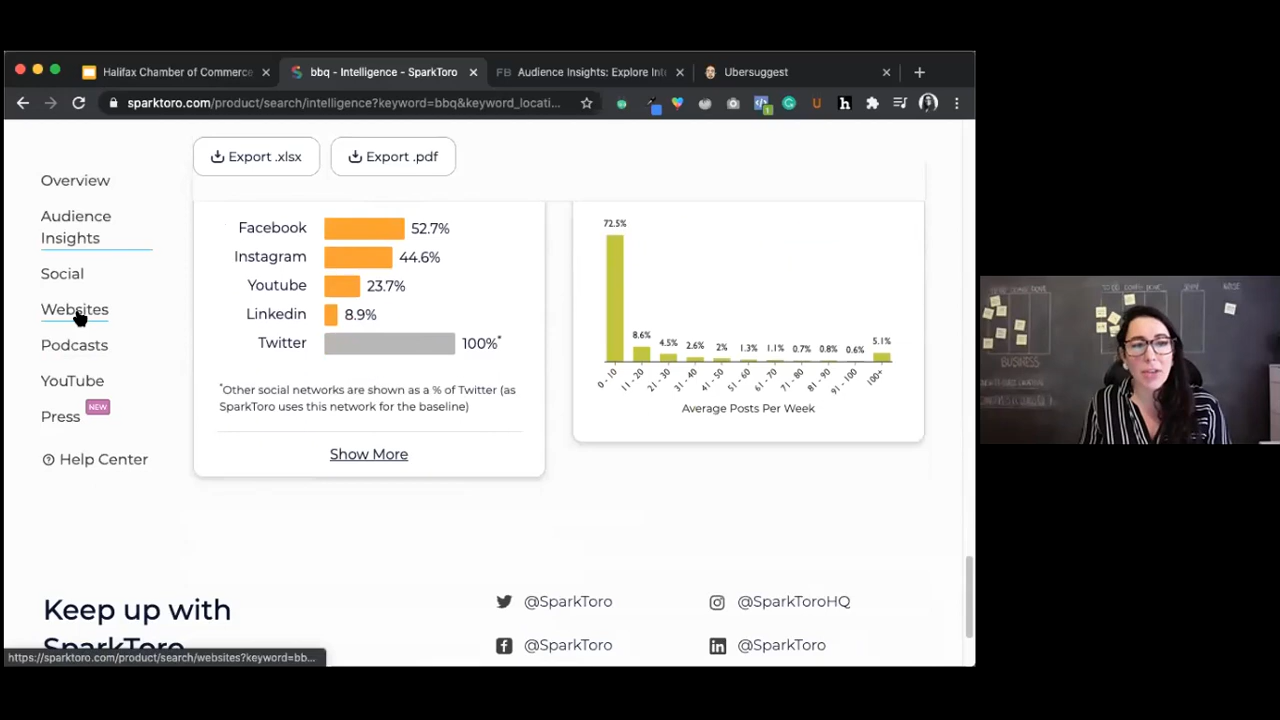 Halifax Chamber of Commerce
bbq - Intelligence - SparkToro
FB Audience Insights: Explore Inte
Ubersuggest
sparktoro.com/product/search/intelligence?keyword=bbq&keyword_locati...
Export .xlsx
Export .pdf
Overview
Audience
Insights
Social
Websites
Podcasts
YouTube
Press NEW
Help Center
Facebook 52.7%
Instagram 44.6%
Youtube 23.7%
Linkedin 8.9%
Twitter 100%*
*Other social networks are shown as a % of Twitter (as
SparkToro uses this network for the baseline)
Show More
72.5%
8.6% 4.5% 2.6% 2% 1.3% 1.1% 0.7% 0.8% 0.6% 5.1%
0 - 10 11 - 20 21 - 30 31 - 40 41 - 50 51 - 60 61 - 70 71 - 80 81 - 90 91 - 100 100+
Average Posts Per Week
Keep up with
SparkToro
@SparkToro
@SparkToroHQ
@SparkToro
@SparkToro
https://sparktoro.com/product/search/websites?keyword=bb...
BUSINESS